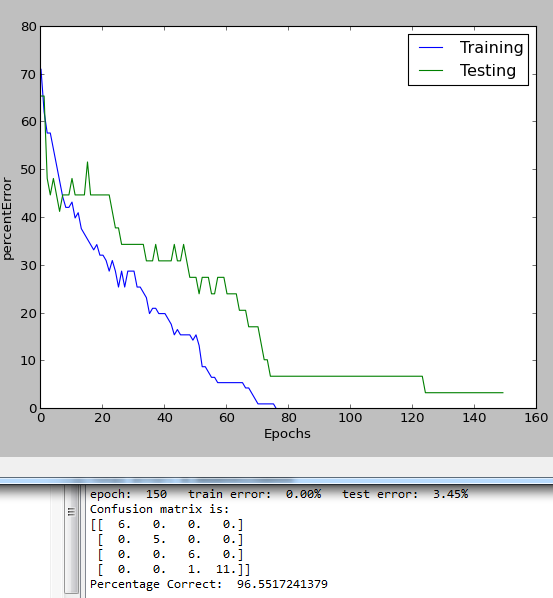 80
70
60
50
40
30
20
10
0
percentError
Training
Testing
0 20 40 60 80 100 120 140 160
Epochs
epoch:  150   train error:  0.00%   test error:  3.45%
Confusion matrix is:
[[  6.   0.   0.   0.]
 [  0.   5.   0.   0.]
 [  0.   0.   6.   0.]
 [  0.   0.   1.  11.]]
Percentage Correct:  96.5517241379